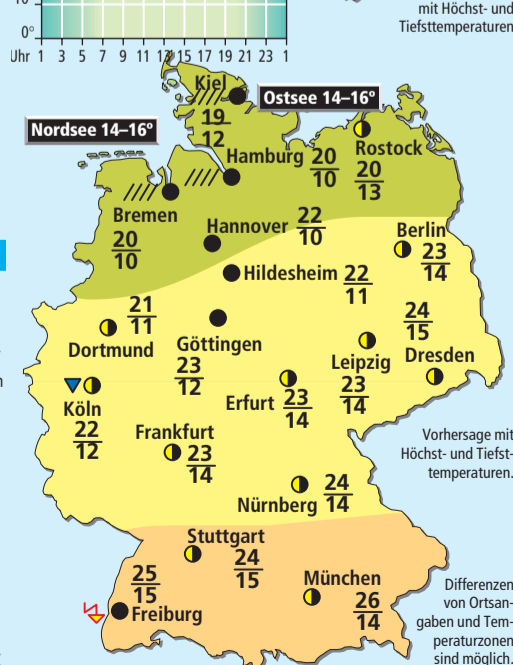 10°
0°
Uhr 1 3 5 7 9 11 13 15 17 19 21 23 1
mit Höchst- und
Tiefsttemperaturen
Kiel
19
12
Ostsee 14–16°
Nordsee 14–16°
Hamburg 20
10
Rostock
20
13
Bremen
20
10
Hannover 22
10
Berlin
23
14
Hildesheim 22
11
21
11
Dortmund
Göttingen
23
12
24
15
Leipzig
23
14
Dresden
Köln
22
12
Erfurt 23
14
Frankfurt
23
14
Vorhersage mit
Höchst- und Tiefst-
temperaturen.
Nürnberg 24
14
Stuttgart
24
15
25
15
Freiburg
München
26
14
Differenzen
von Ortsan-
gaben und Tem-
peraturzonen
sind möglich.